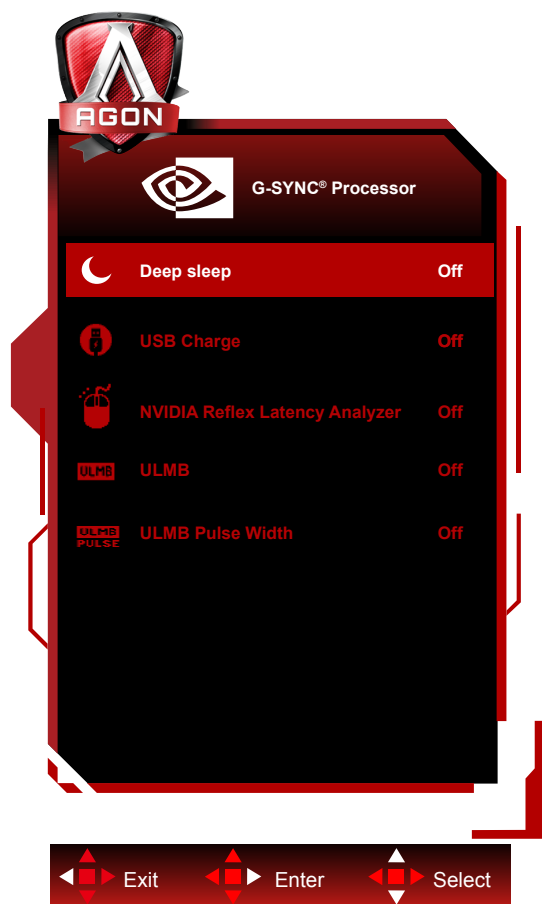 AGON
G-SYNC® Processor
Deep sleep Off
USB Charge Off
NVIDIA Reflex Latency Analyzer Off
ULMB ULMB Off
ULMB PULSE ULMB Pulse Width Off
Exit Enter Select